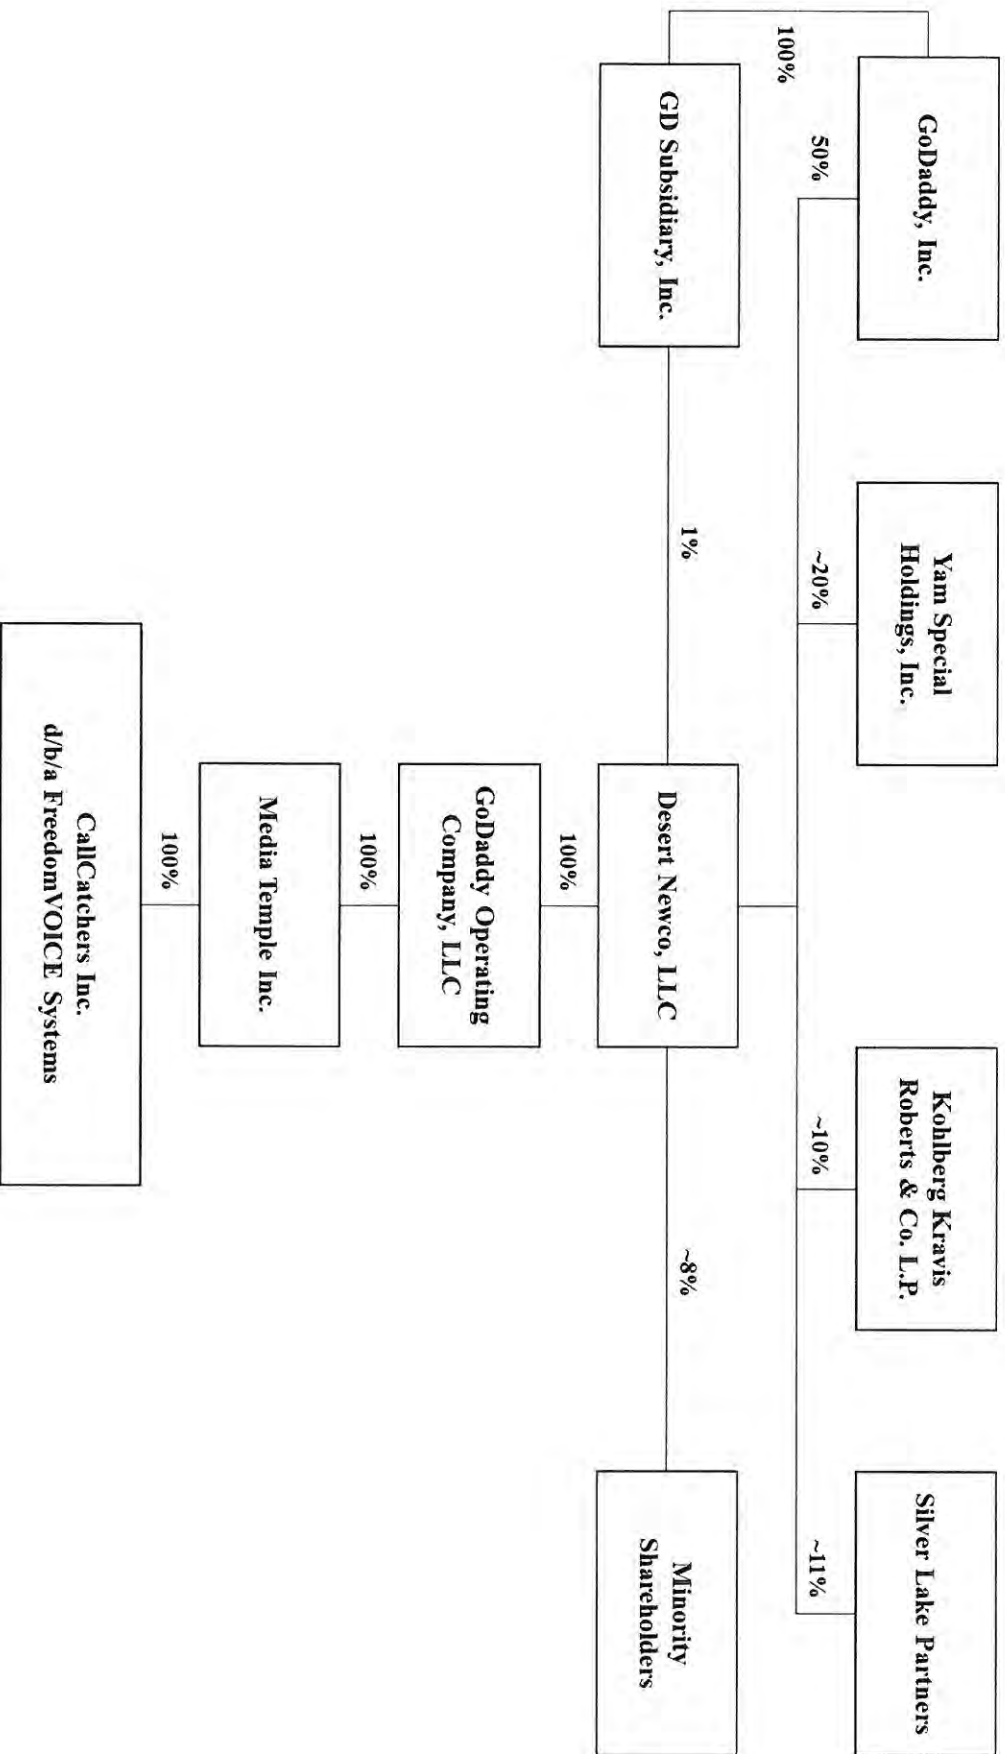 GoDaddy, Inc.
Yam Special
Holdings, Inc.
Kohlberg Kravis
Roberts & Co. L.P.
Silver Lake Partners
100%
50%
~20%
~10%
~11%
GD Subsidiary, Inc.
1%
Desert Newco, LLC
~8%
Minority
Shareholders
100%
GoDaddy Operating
Company, LLC
100%
Media Temple Inc.
100%
CallCatchers Inc.
d/b/a FreedomVOICE Systems